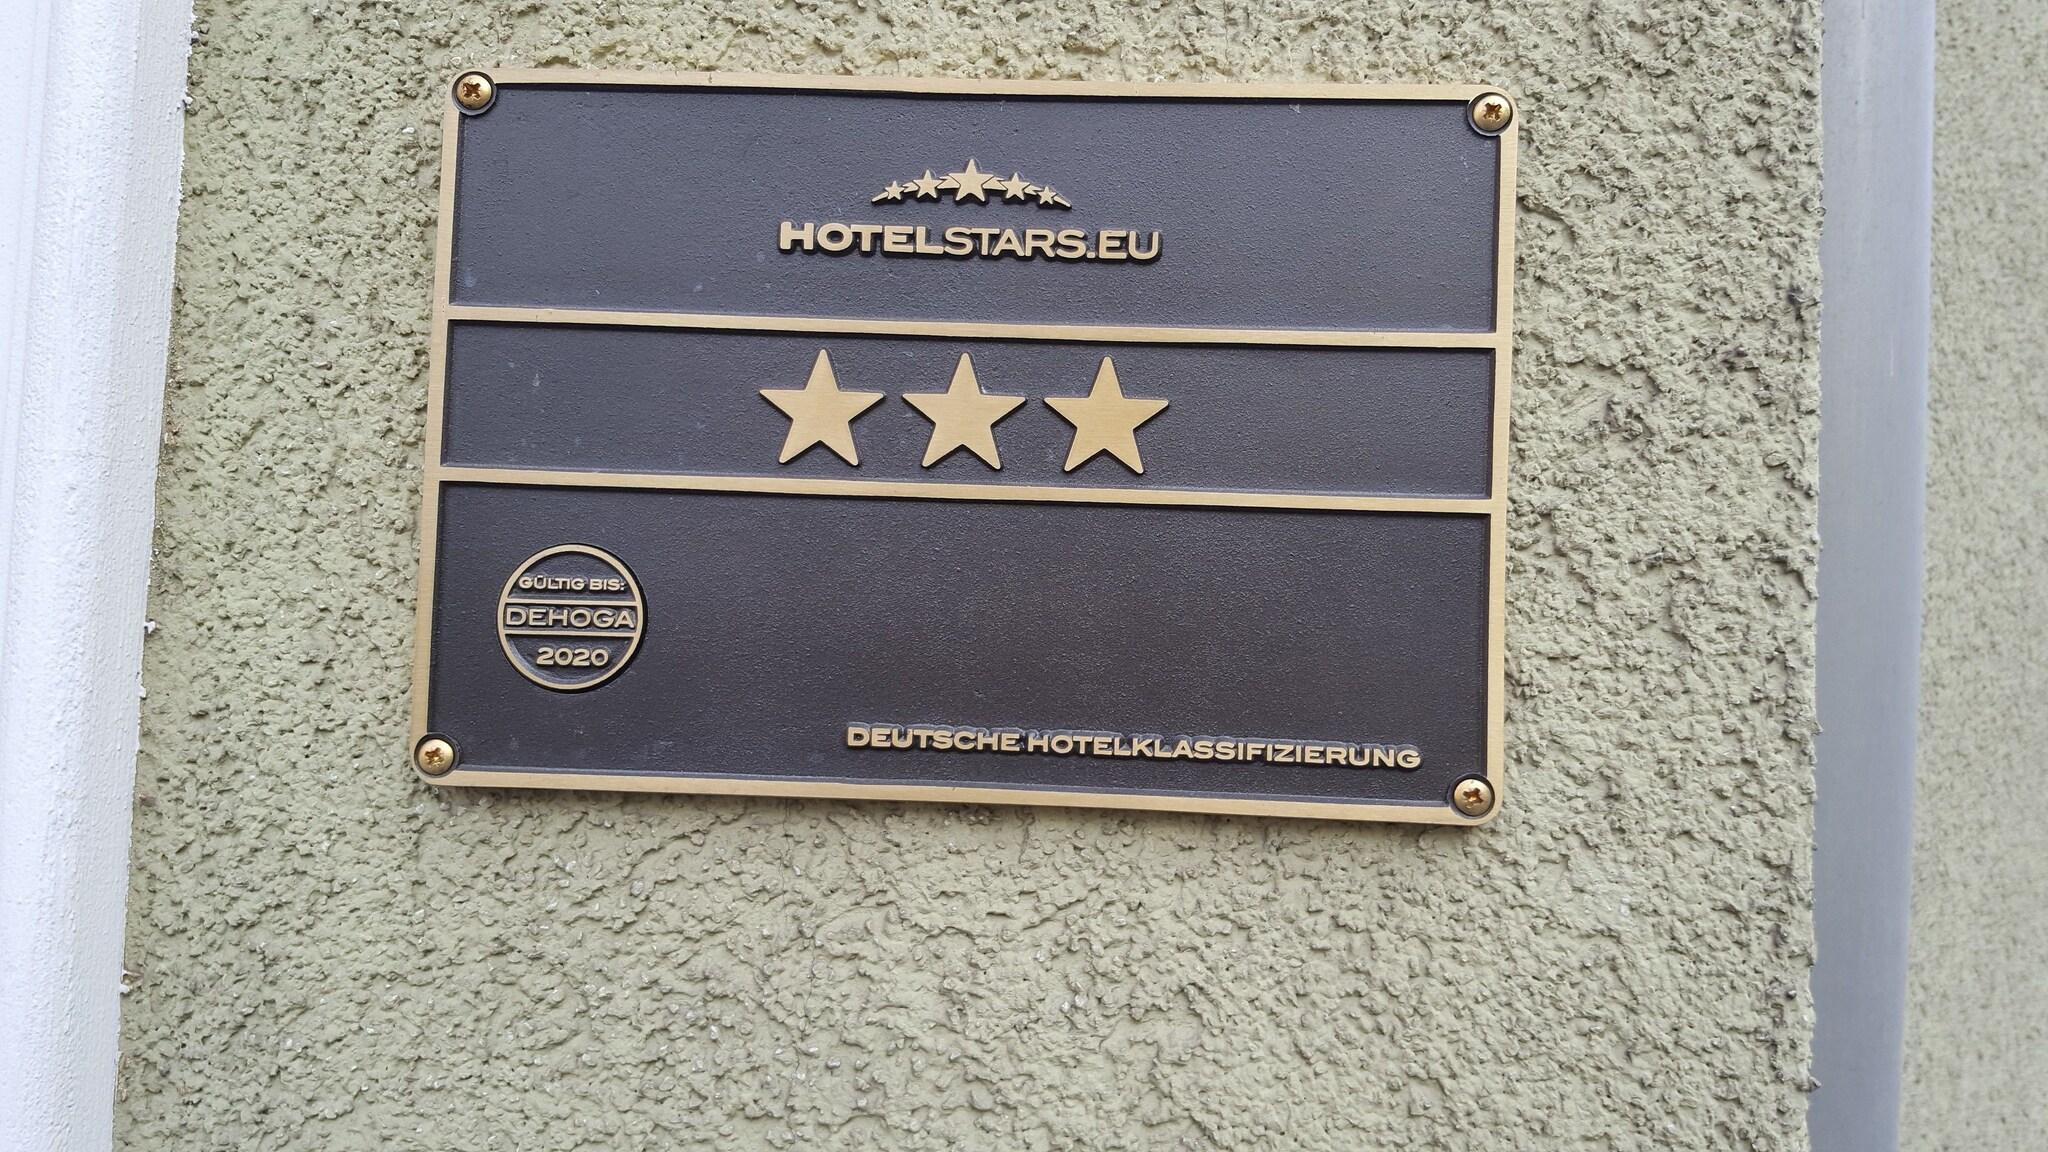 HOTELSTARS.EU
GÜLTIG BIS:
DEHOGA
2020
DEUTSCHE HOTELKLASSIFIZIERUNG